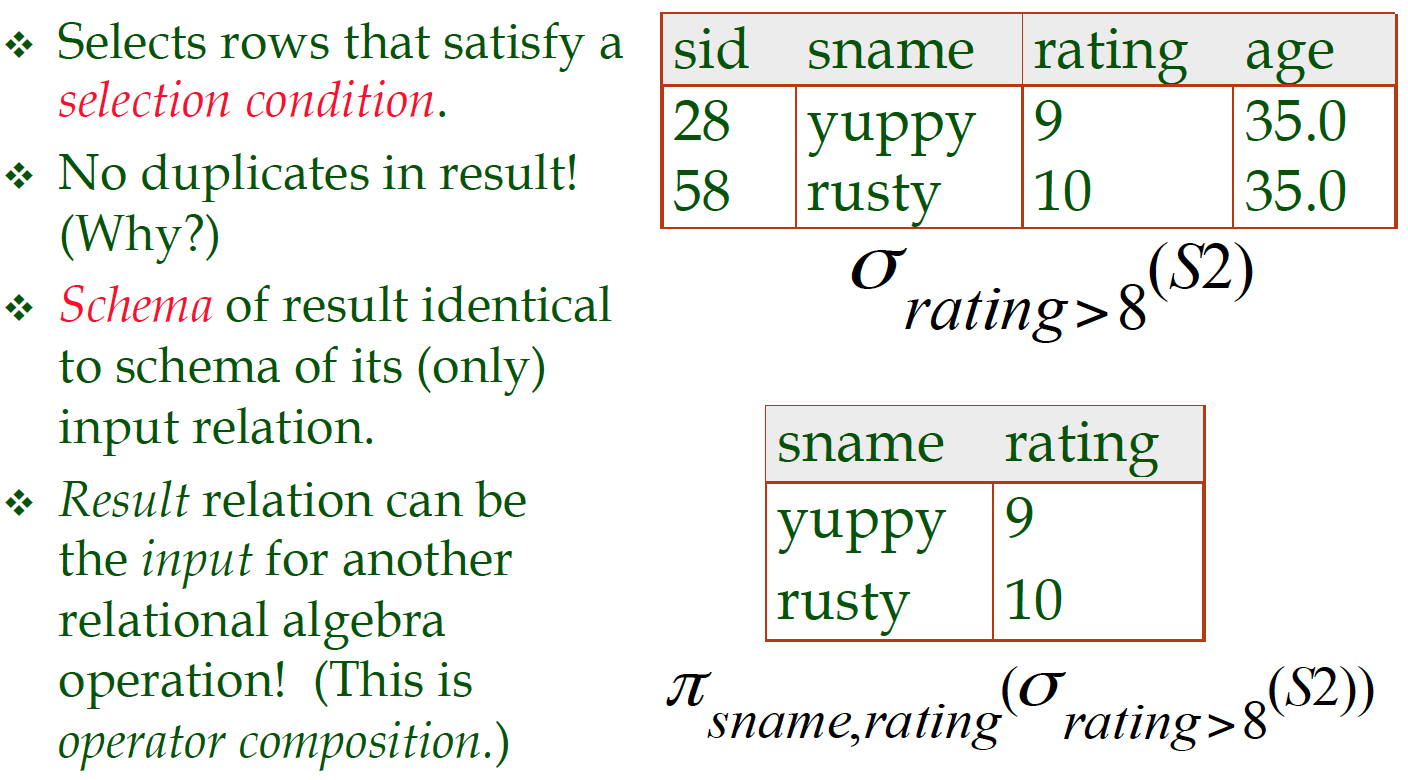 ❖ Selects rows that satisfy a
selection condition.
❖ No duplicates in result!
(Why?)
❖ Schema of result identical
to schema of its (only)
input relation.
❖ Result relation can be
the input for another
relational algebra
operation!  (This is
operator composition.)
sid sname rating age
28 yuppy 9 35.0
58 rusty 10 35.0
σ rating>8 (S2)
sname rating
yuppy 9
rusty 10
π sname,rating (σ rating>8 (S2))